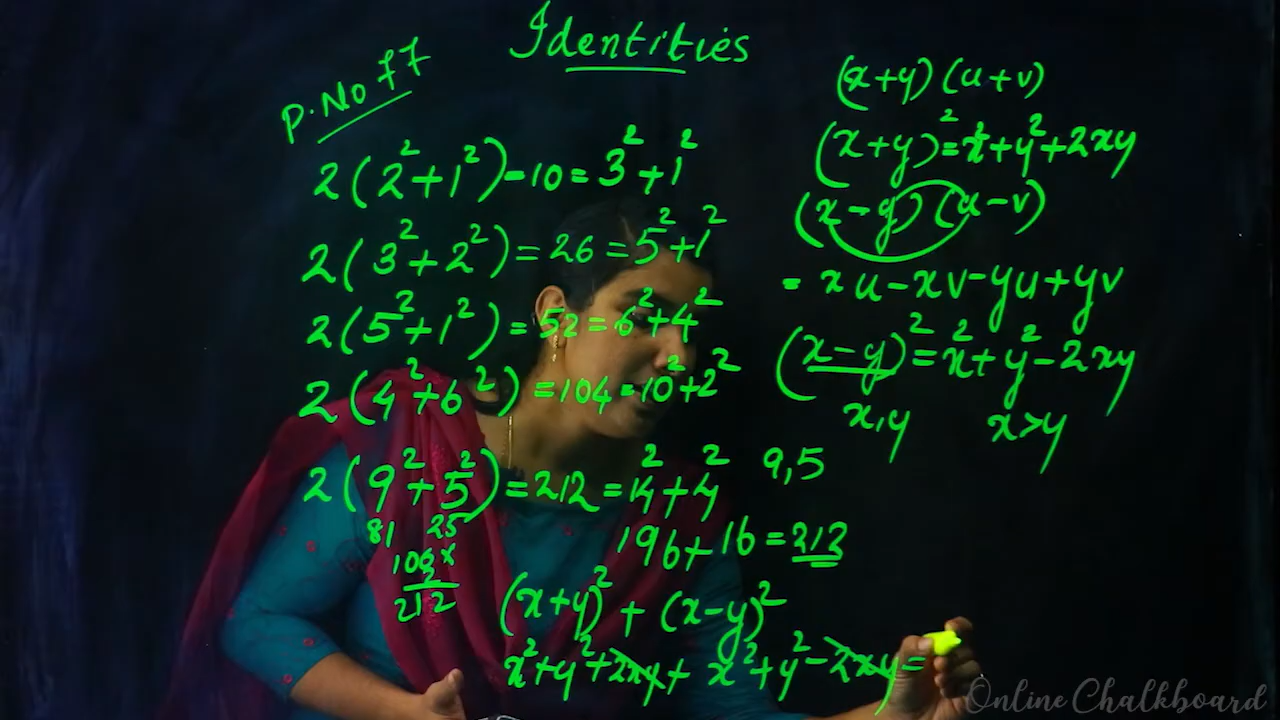 Identities
P.No 77
2(2²+1²)=10=3²+1²
2(3²+2²)=26=5²+1²
2(5²+1²)=52=6²+4²
2(4²+6²)=104=10²+2²
2(9²+5²)=212=14²+4² 9,5
81 25
106×
2
212
196+16=212
(x+y)²+(x-y)²
x²+y²+2xy+x²+y²-2xy=
(x+y)(u+v)
(x+y)²=x²+y²+2xy
(x-y)(u-v)
=xu-xv-yu+yv
(x-y)²=x²+y²-2xy
x,y x>y
Online Chalkboard